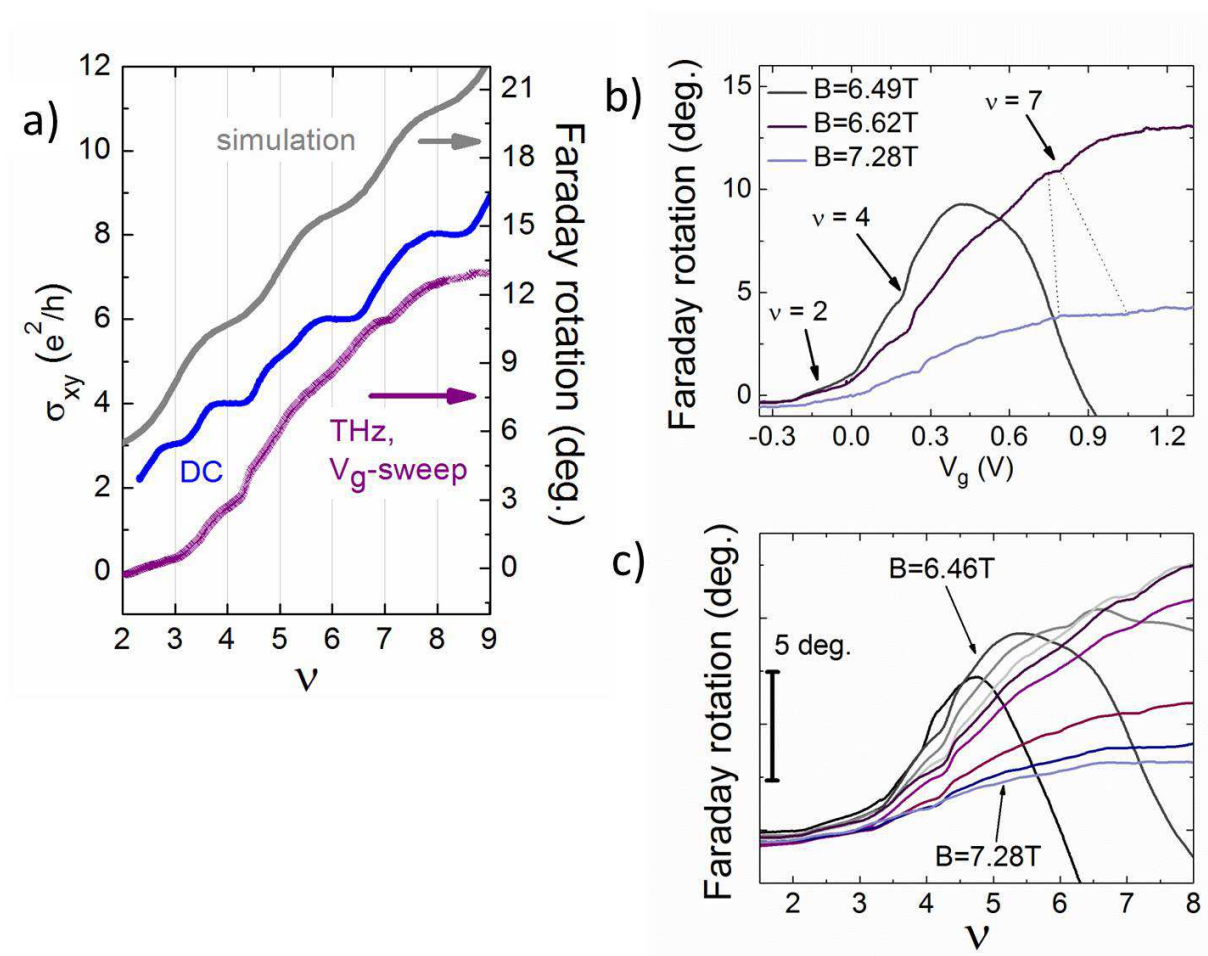 a)
σxy (e²/h)
12
10
8
6
4
2
0
2 3 4 5 6 7 8 9
ν
simulation
DC
THz,
Vg-sweep
21
18
15
12
9
6
3
0
Faraday rotation (deg.)
b)
Faraday rotation (deg.)
15
10
5
0
B=6.49T
B=6.62T
B=7.28T
ν = 7
ν = 4
ν = 2
-0.3 0.0 0.3 0.6 0.9 1.2
Vg (V)
c)
Faraday rotation (deg.)
B=6.46T
5 deg.
B=7.28T
2 3 4 5 6 7 8
ν